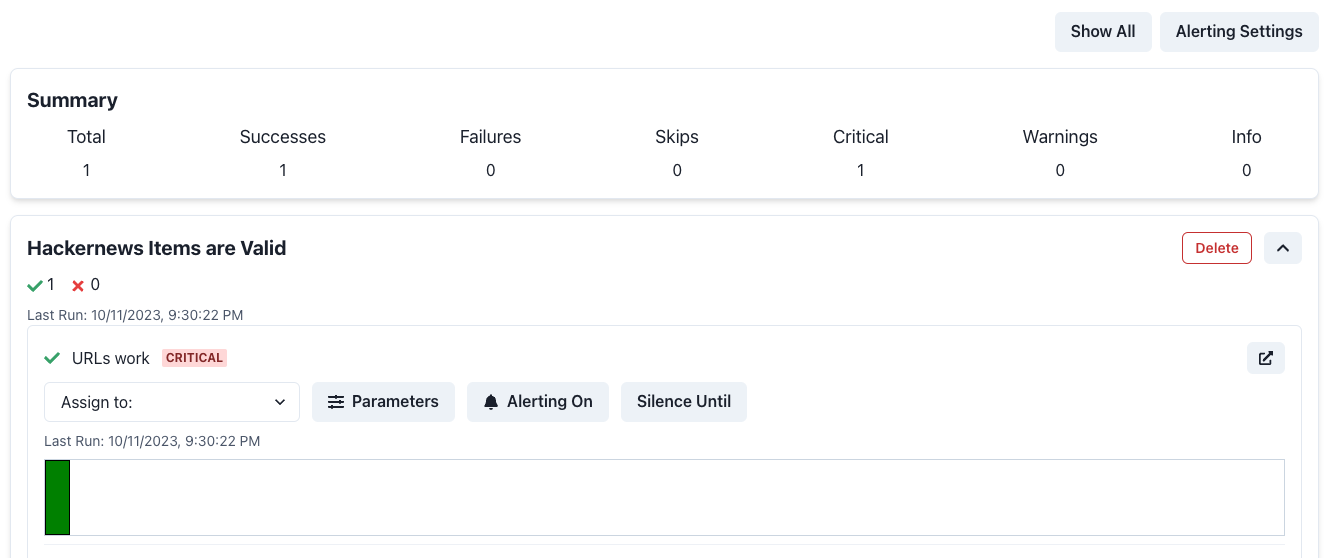 Show All Alerting Settings
Summary
Total Successes Failures Skips Critical Warnings Info
1 1 0 0 1 0 0
Hackernews Items are Valid Delete
1 0
Last Run: 10/11/2023, 9:30:22 PM
URLs work CRITICAL
Assign to: Parameters Alerting On Silence Until
Last Run: 10/11/2023, 9:30:22 PM